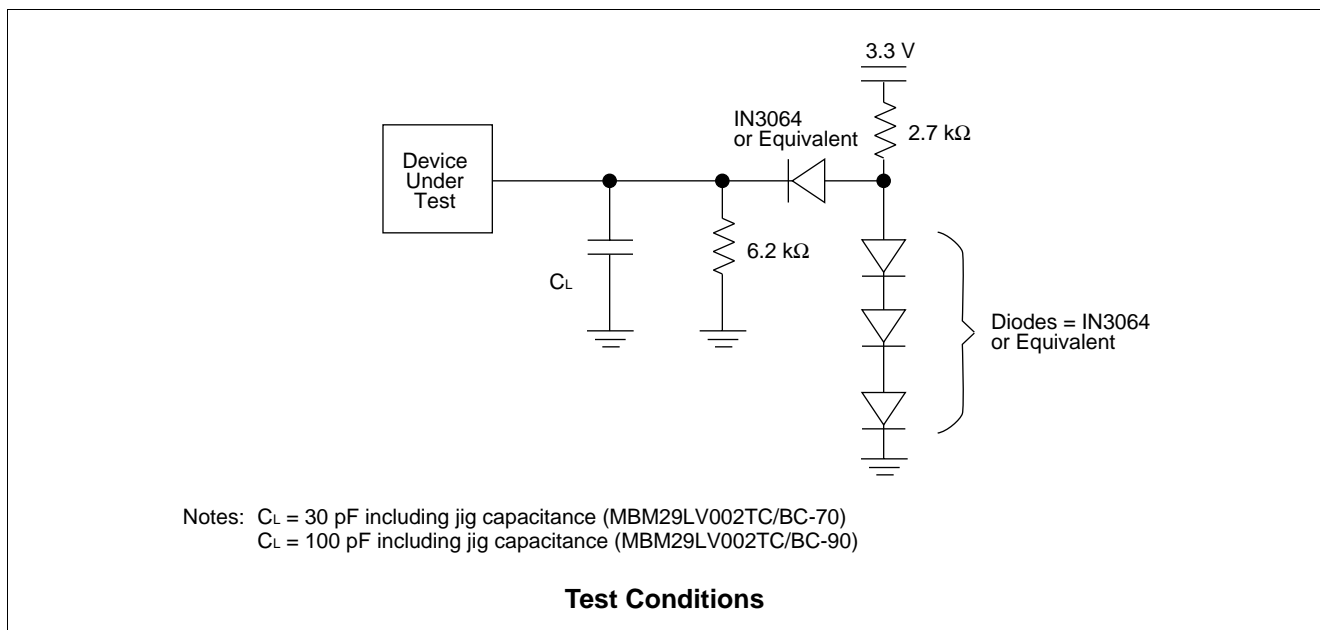 3.3 V
IN3064
or Equivalent
2.7 kΩ
Device
Under
Test
6.2 kΩ
CL
Diodes = IN3064
or Equivalent
Notes: CL = 30 pF including jig capacitance (MBM29LV002TC/BC-70)
CL = 100 pF including jig capacitance (MBM29LV002TC/BC-90)
Test Conditions